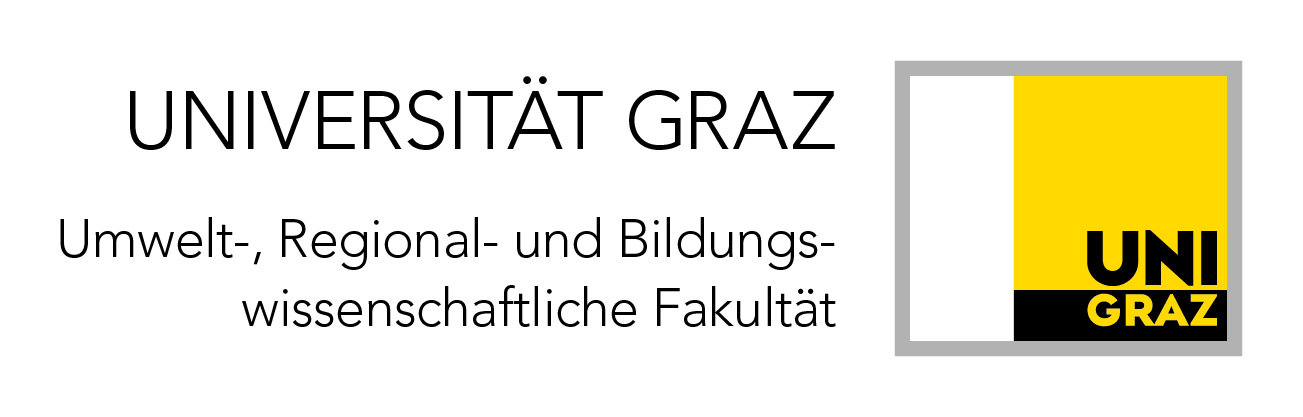 UNIVERSITÄT GRAZ
Umwelt-, Regional- und Bildungs-
wissenschaftliche Fakultät
UNI
GRAZ